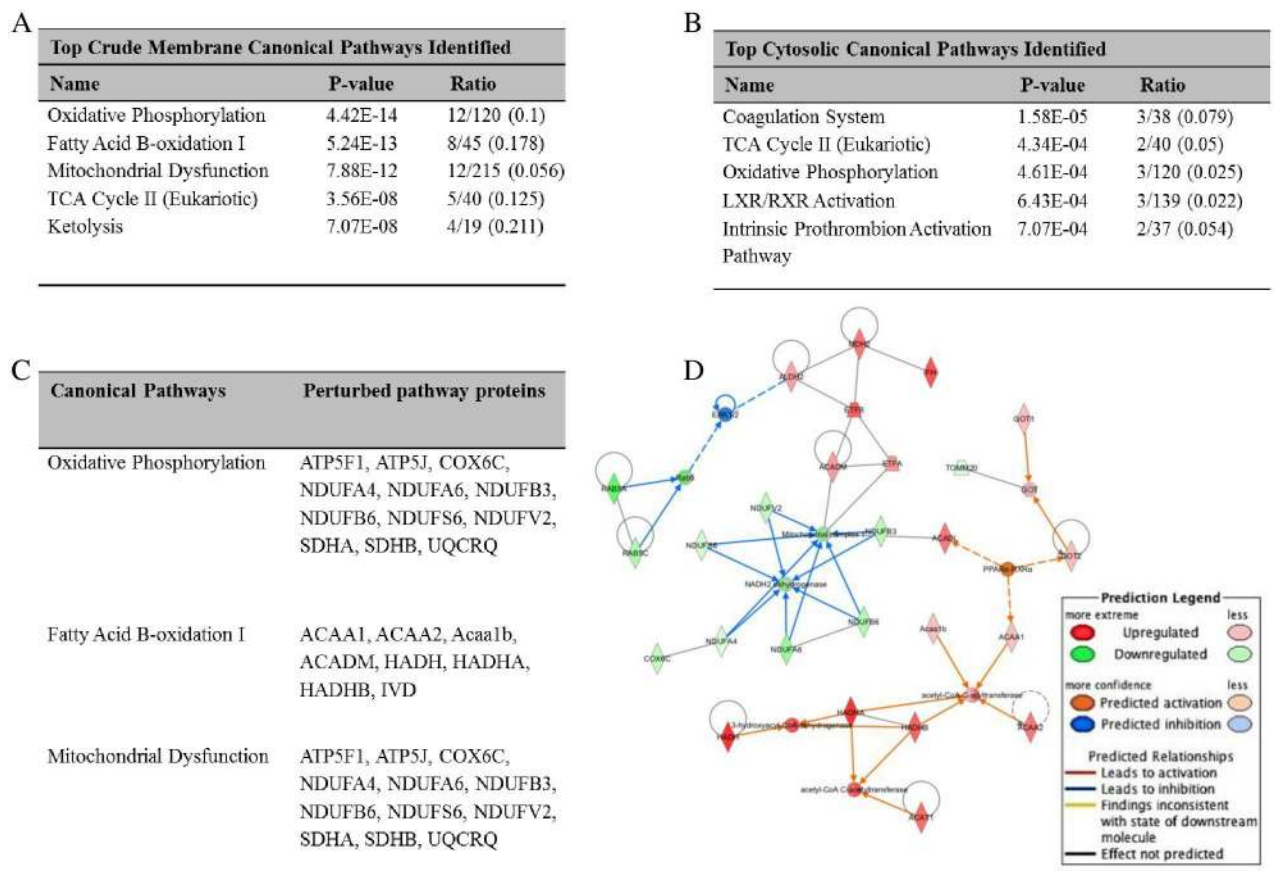 A
Top Crude Membrane Canonical Pathways Identified
Name P-value Ratio
Oxidative Phosphorylation 4.42E-14 12/120 (0.1)
Fatty Acid B-oxidation I 5.24E-13 8/45 (0.178)
Mitochondrial Dysfunction 7.88E-12 12/215 (0.056)
TCA Cycle II (Eukariotic) 3.56E-08 5/40 (0.125)
Ketolysis 7.07E-08 4/19 (0.211)
B
Top Cytosolic Canonical Pathways Identified
Name P-value Ratio
Coagulation System 1.58E-05 3/38 (0.079)
TCA Cycle II (Eukariotic) 4.34E-04 2/40 (0.05)
Oxidative Phosphorylation 4.61E-04 3/120 (0.025)
LXR/RXR Activation 6.43E-04 3/139 (0.022)
Intrinsic Prothrombion Activation 7.07E-04 2/37 (0.054)
Pathway
C
Canonical Pathways Perturbed pathway proteins
Oxidative Phosphorylation ATP5F1, ATP5J, COX6C,
NDUFA4, NDUFA6, NDUFB3,
NDUFB6, NDUFS6, NDUFV2,
SDHA, SDHB, UQCRQ
Fatty Acid B-oxidation I ACAA1, ACAA2, Acaa1b,
ACADM, HADH, HADHA,
HADHB, IVD
Mitochondrial Dysfunction ATP5F1, ATP5J, COX6C,
NDUFA4, NDUFA6, NDUFB3,
NDUFB6, NDUFS6, NDUFV2,
SDHA, SDHB, UQCRQ
D
MDH2
ALDH2
FH
ETFB
GOT1
ACADM
ETFA
TOMM20
GOT
RAB5A
Rab5
RAB5C
NDUFV2
NDUFB3
ACADL
GOT2
NADH2 dehydrogenase
NDUFB6
Acaa1b
ACAA1
NDUFA4
NDUFA6
COX6C
HADHA
HADH
HADHB
ACAA2
ACAT1
Prediction Legend
more extreme less
Upregulated
Downregulated
more confidence less
Predicted activation
Predicted inhibition
Predicted Relationships
Leads to activation
Leads to inhibition
Findings inconsistent
with state of downstream
molecule
Effect not predicted